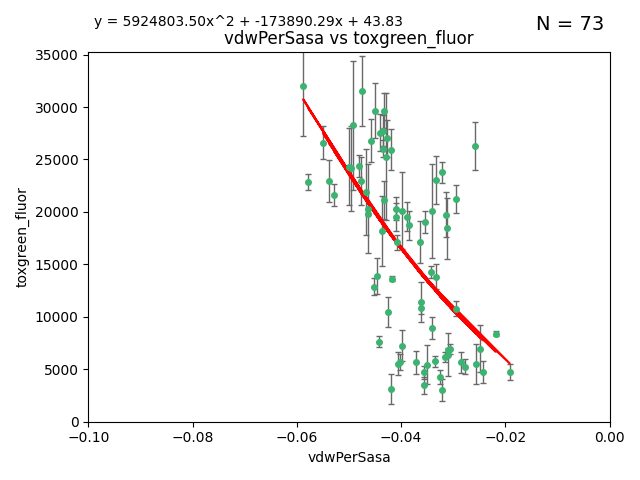 y = 5924803.50x^2 + -173890.29x + 43.83
N = 73
vdwPerSasa vs toxgreen_fluor
35000
30000
25000
20000
15000
10000
5000
0
toxgreen_fluor
−0.10
−0.08
−0.06
−0.04
−0.02
0.00
vdwPerSasa